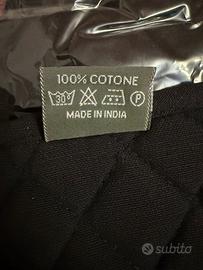 100% COTONE
30° P
MADE IN INDIA
subito